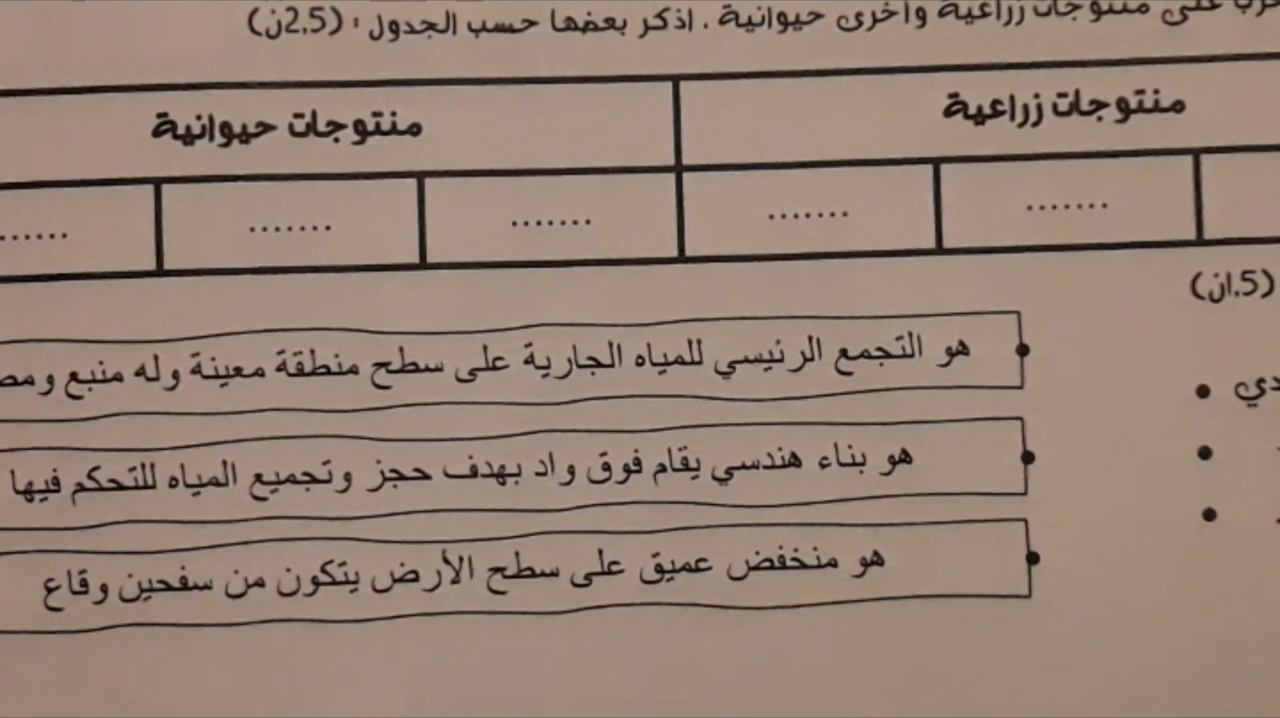 على منتوجات زراعية وأخرى حيوانية . اذكر بعضها حسب الجدول : (2,5ن)
منتوجات زراعية
منتوجات حيوانية
....... ....... ....... ....... ......
(1,5ن)
هو التجمع الرئيسي للمياه الجارية على سطح منطقة معينة وله منبع
هو بناء هندسي يقام فوق واد بهدف حجز وتجميع المياه للتحكم فيها
هو منخفض عميق على سطح الأرض يتكون من سفحين وقاع